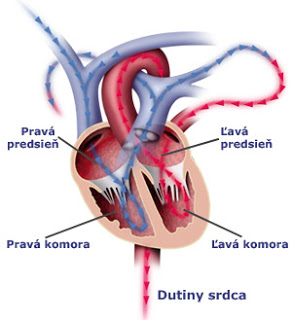 Pravá
predsieň
Ľavá
predsieň
Pravá komora
Ľavá komora
Dutiny srdca